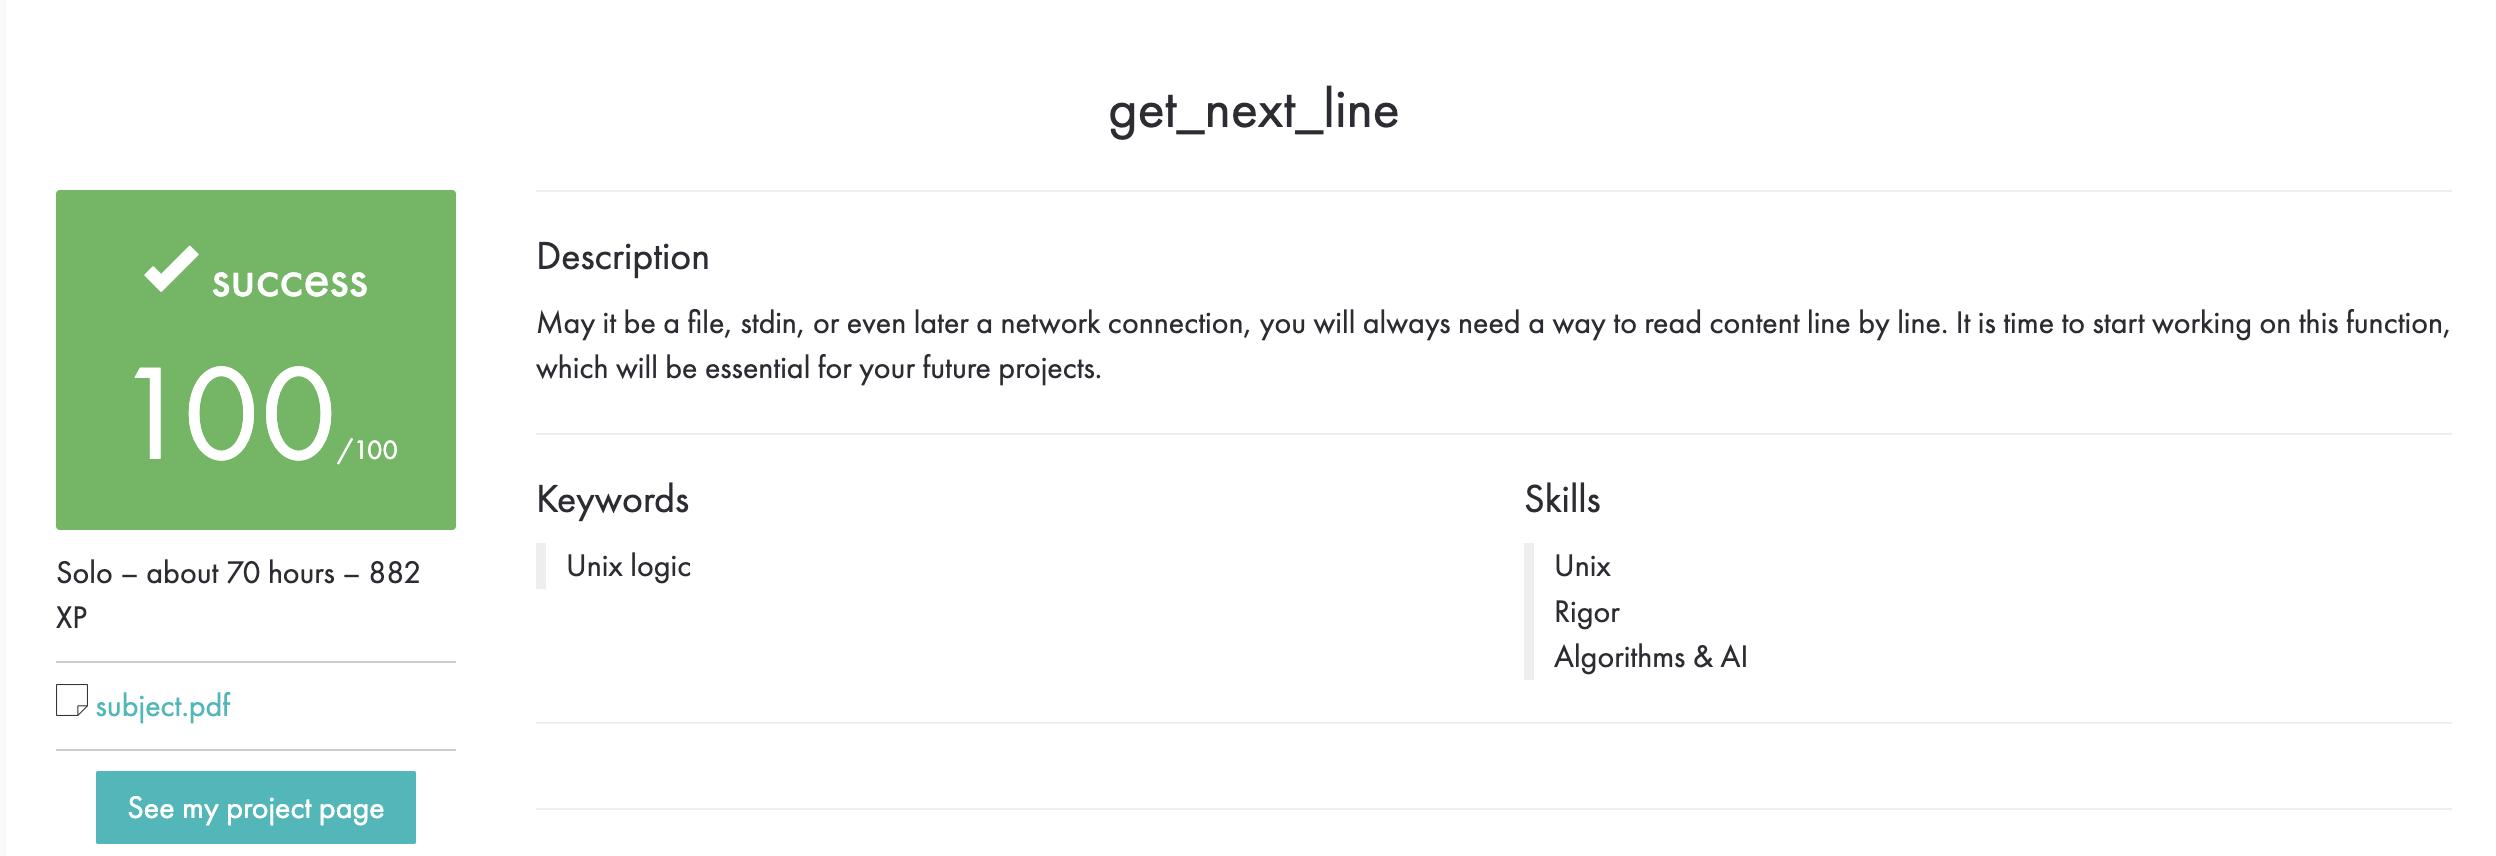 get_next_line
success
100/100
Solo – about 70 hours – 882
XP
subject.pdf
See my project page
Description
May it be a file, stdin, or even later a network connection, you will always need a way to read content line by line. It is time to start working on this function,
which will be essential for your future projects.
Keywords
Unix logic
Skills
Unix
Rigor
Algorithms & AI